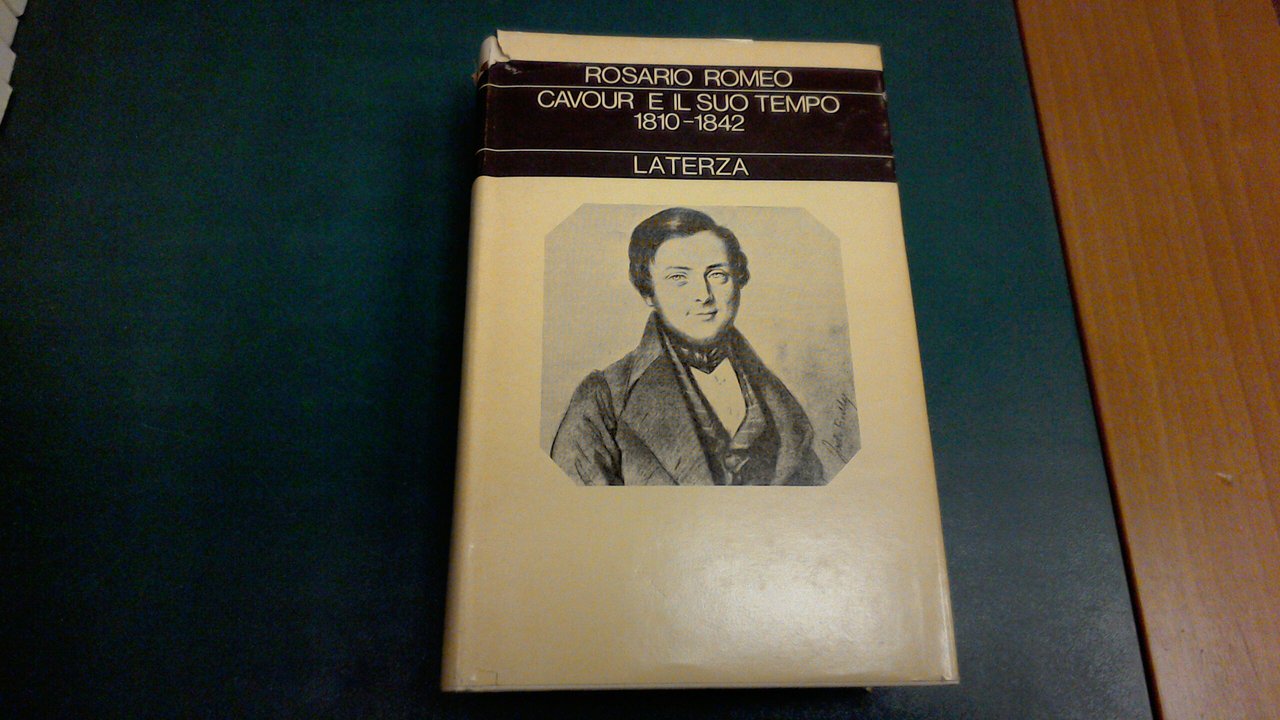 ROSARIO ROMEO
CAVOUR E IL SUO TEMPO
1810-1842
LATERZA